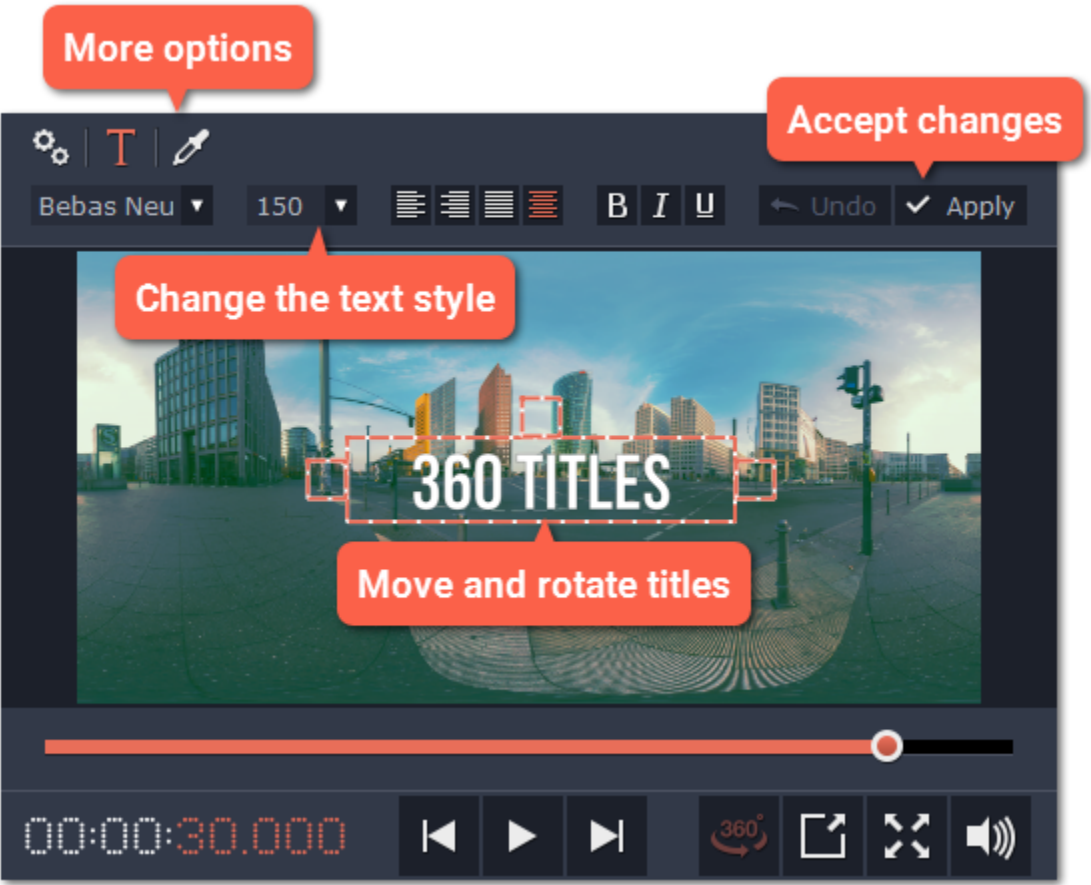 More options
Accept changes
T
Bebas Neu 150 B I U Undo Apply
Change the text style
360 TITLES
Move and rotate titles
00:00:30.000 360°